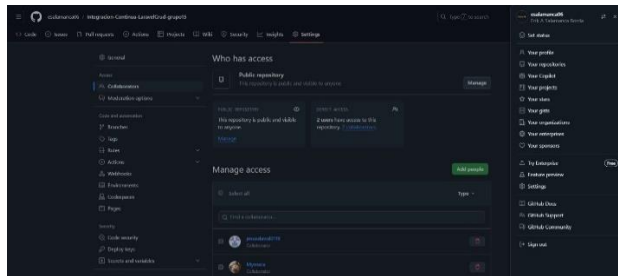 Integracion-Continua-LaravelCrud-grupo15
Type / to search
Code
Issues
Pull requests
Actions
Projects
Wiki
Security
Insights
Settings
General
Access
Collaborators
Moderation options
Code and automation
Branches
Tags
Rules
Actions
Webhooks
Environments
Codespaces
Pages
Security
Code security
Deploy keys
Secrets and variables
Who has access
Public repository
This repository is public and visible to anyone.
Manage
This repository is public and visible to anyone.
Manage
DIRECT ACCESS
2 users have access to this repository. 2 collaborators.
Manage access
Add people
Select all
Type
Find a collaborator...
Collaborator
Collaborator
Set status
Your profile
Your repositories
Your Copilot
Your projects
Your stars
Your gists
Your organizations
Your enterprises
Your sponsors
Try Enterprise
Free
Feature preview
Settings
GitHub Docs
GitHub Support
GitHub Community
Sign out